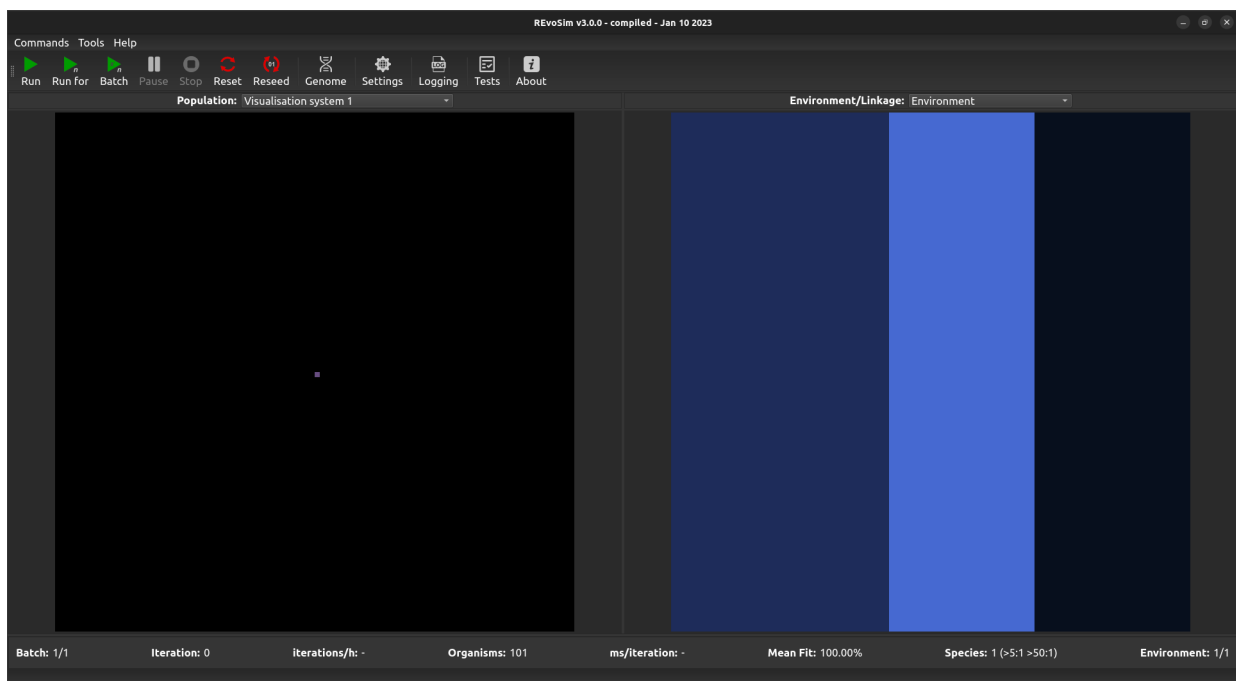 REvoSim v3.0.0 - compiled - Jan 10 2023
Commands Tools Help
Run Run for Batch Pause Stop Reset Reseed Genome Settings Logging Tests About
Population: Visualisation system 1 Environment/Linkage: Environment
Batch: 1/1 Iteration: 0 iterations/h: - Organisms: 101 ms/iteration: - Mean Fit: 100.00% Species: 1 (>5:1 >50:1) Environment: 1/1